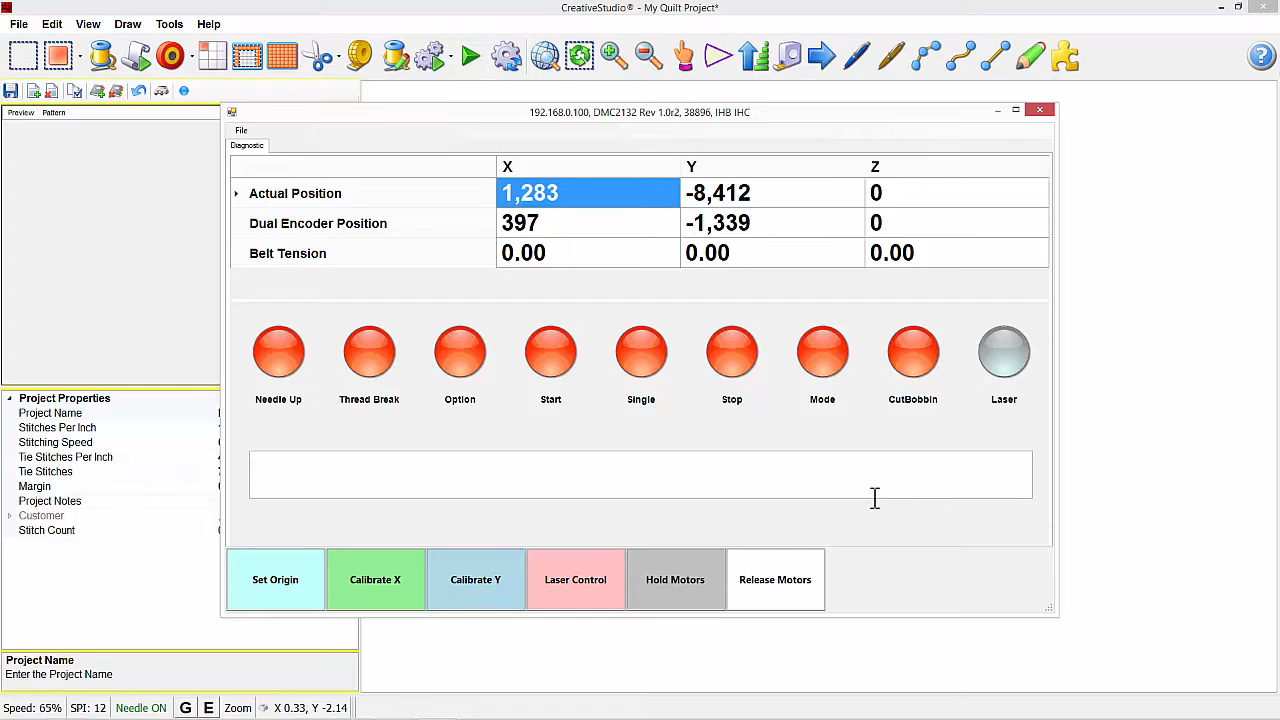 CreativeStudio® - My Quilt Project*
File Edit View Draw Tools Help
192.168.0.100, DMC2132 Rev 1.0r2, 38896, IHB IHC
Preview Pattern
File
Diagnostic
X Y Z
Actual Position 1,283 -8,412 0
Dual Encoder Position 397 -1,339 0
Belt Tension 0.00 0.00 0.00
Needle Up Thread Break Option Start Single Stop Mode CutBobbin Laser
Project Properties
Project Name
Stitches Per Inch
Stitching Speed
Tie Stitches Per Inch
Tie Stitches
Margin
Project Notes
Customer
Stitch Count
Set Origin Calibrate X Calibrate Y Laser Control Hold Motors Release Motors
Project Name
Enter the Project Name
Speed: 65% SPI: 12 Needle ON G E Zoom X 0.33, Y -2.14